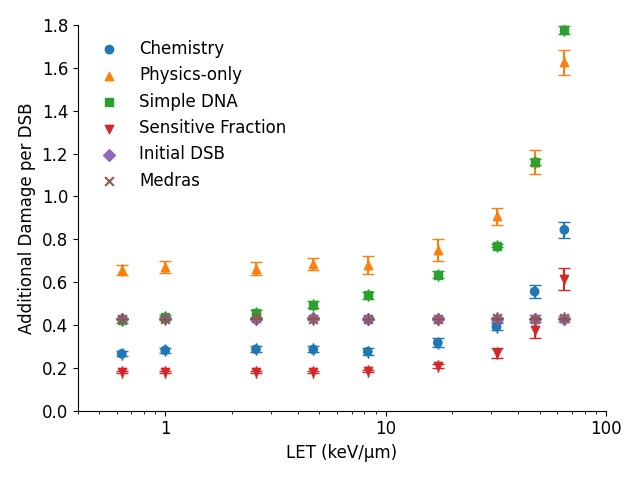 Additional Damage per DSB
1.8
1.6
1.4
1.2
1.0
0.8
0.6
0.4
0.2
0.0
Chemistry
Physics-only
Simple DNA
Sensitive Fraction
Initial DSB
Medras
1
10
100
LET (keV/μm)